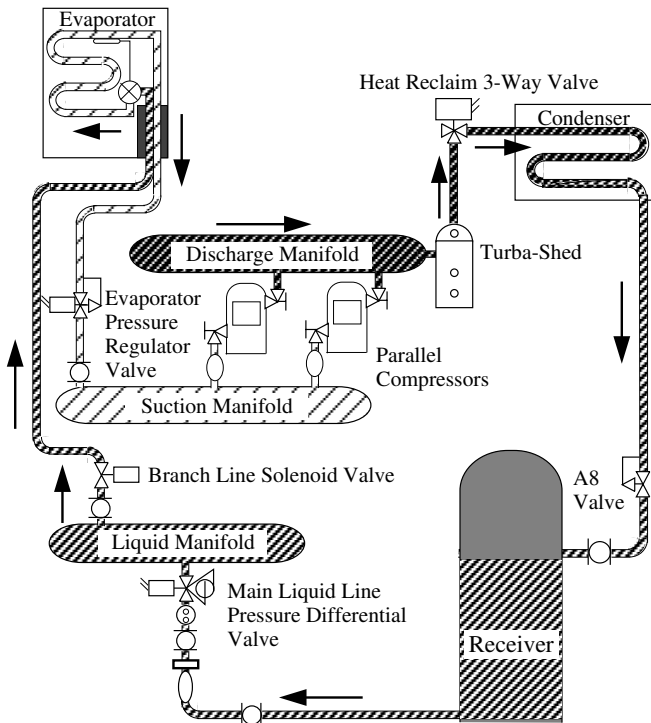 Evaporator
Heat Reclaim 3-Way Valve
Condenser
Discharge Manifold
Turba-Shed
Evaporator
Pressure
Regulator
Valve
Parallel
Compressors
Suction Manifold
Branch Line Solenoid Valve
A8
Valve
Liquid Manifold
Main Liquid Line
Pressure Differential
Valve
Receiver